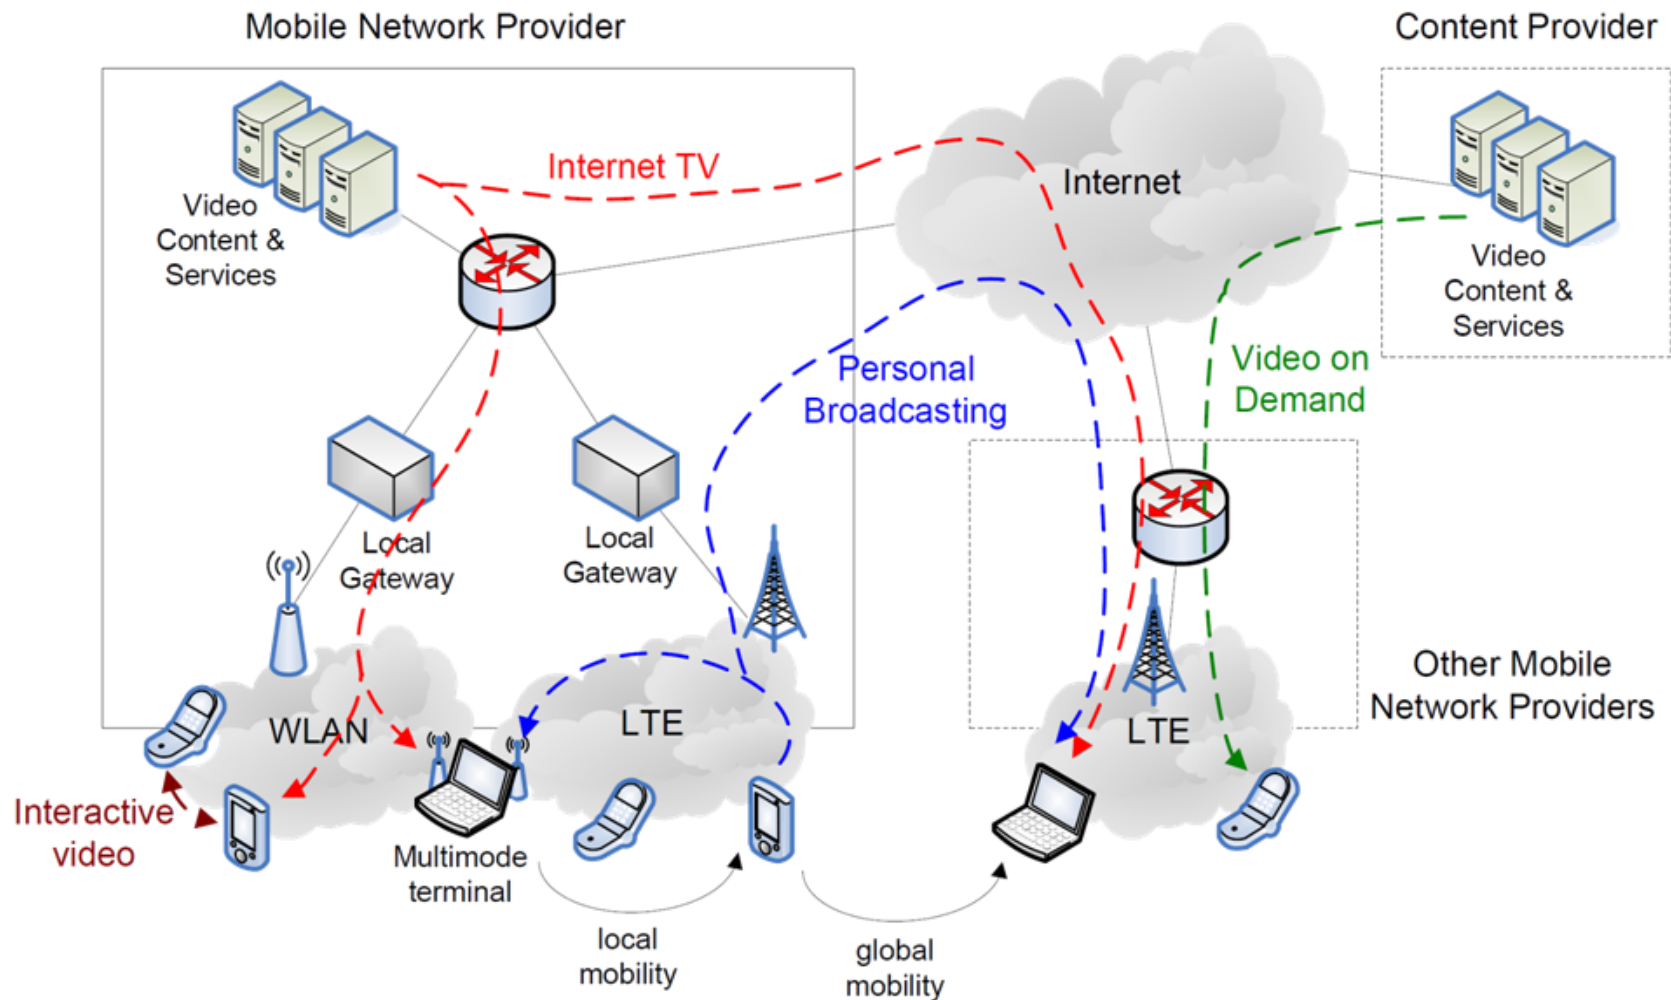 Mobile Network Provider
Content Provider
Internet TV
Internet
Video
Content &
Services
Video
Content &
Services
Personal
Broadcasting
Video on
Demand
Local
Gateway
Local
Gateway
Other Mobile
Network Providers
WLAN
LTE
LTE
Interactive
video
Multimode
terminal
local
mobility
global
mobility